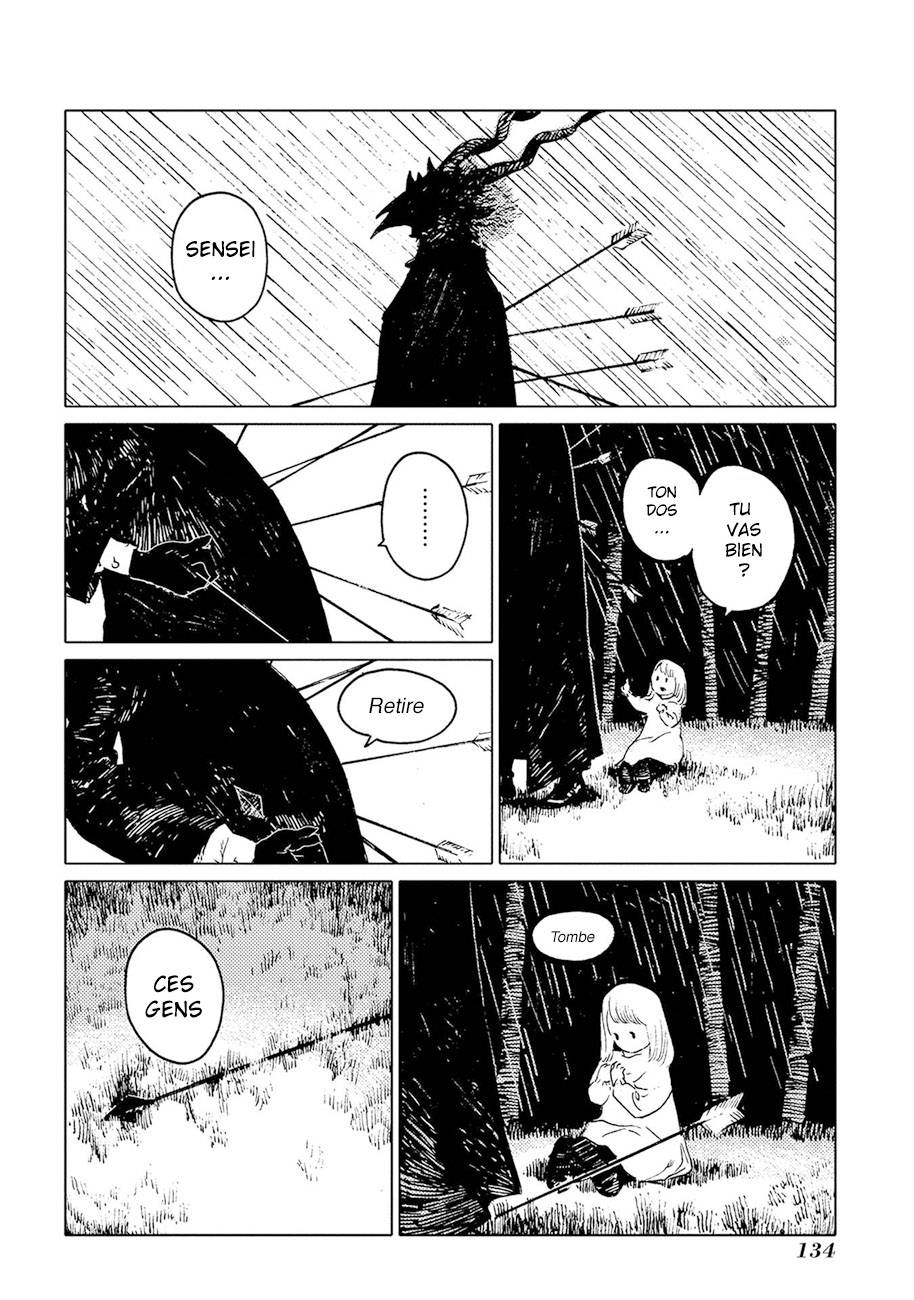 SENSEI
...
TU
VAS
BIEN
?
TON
DOS
...
........
Retire
Tombe
CES
GENS
134